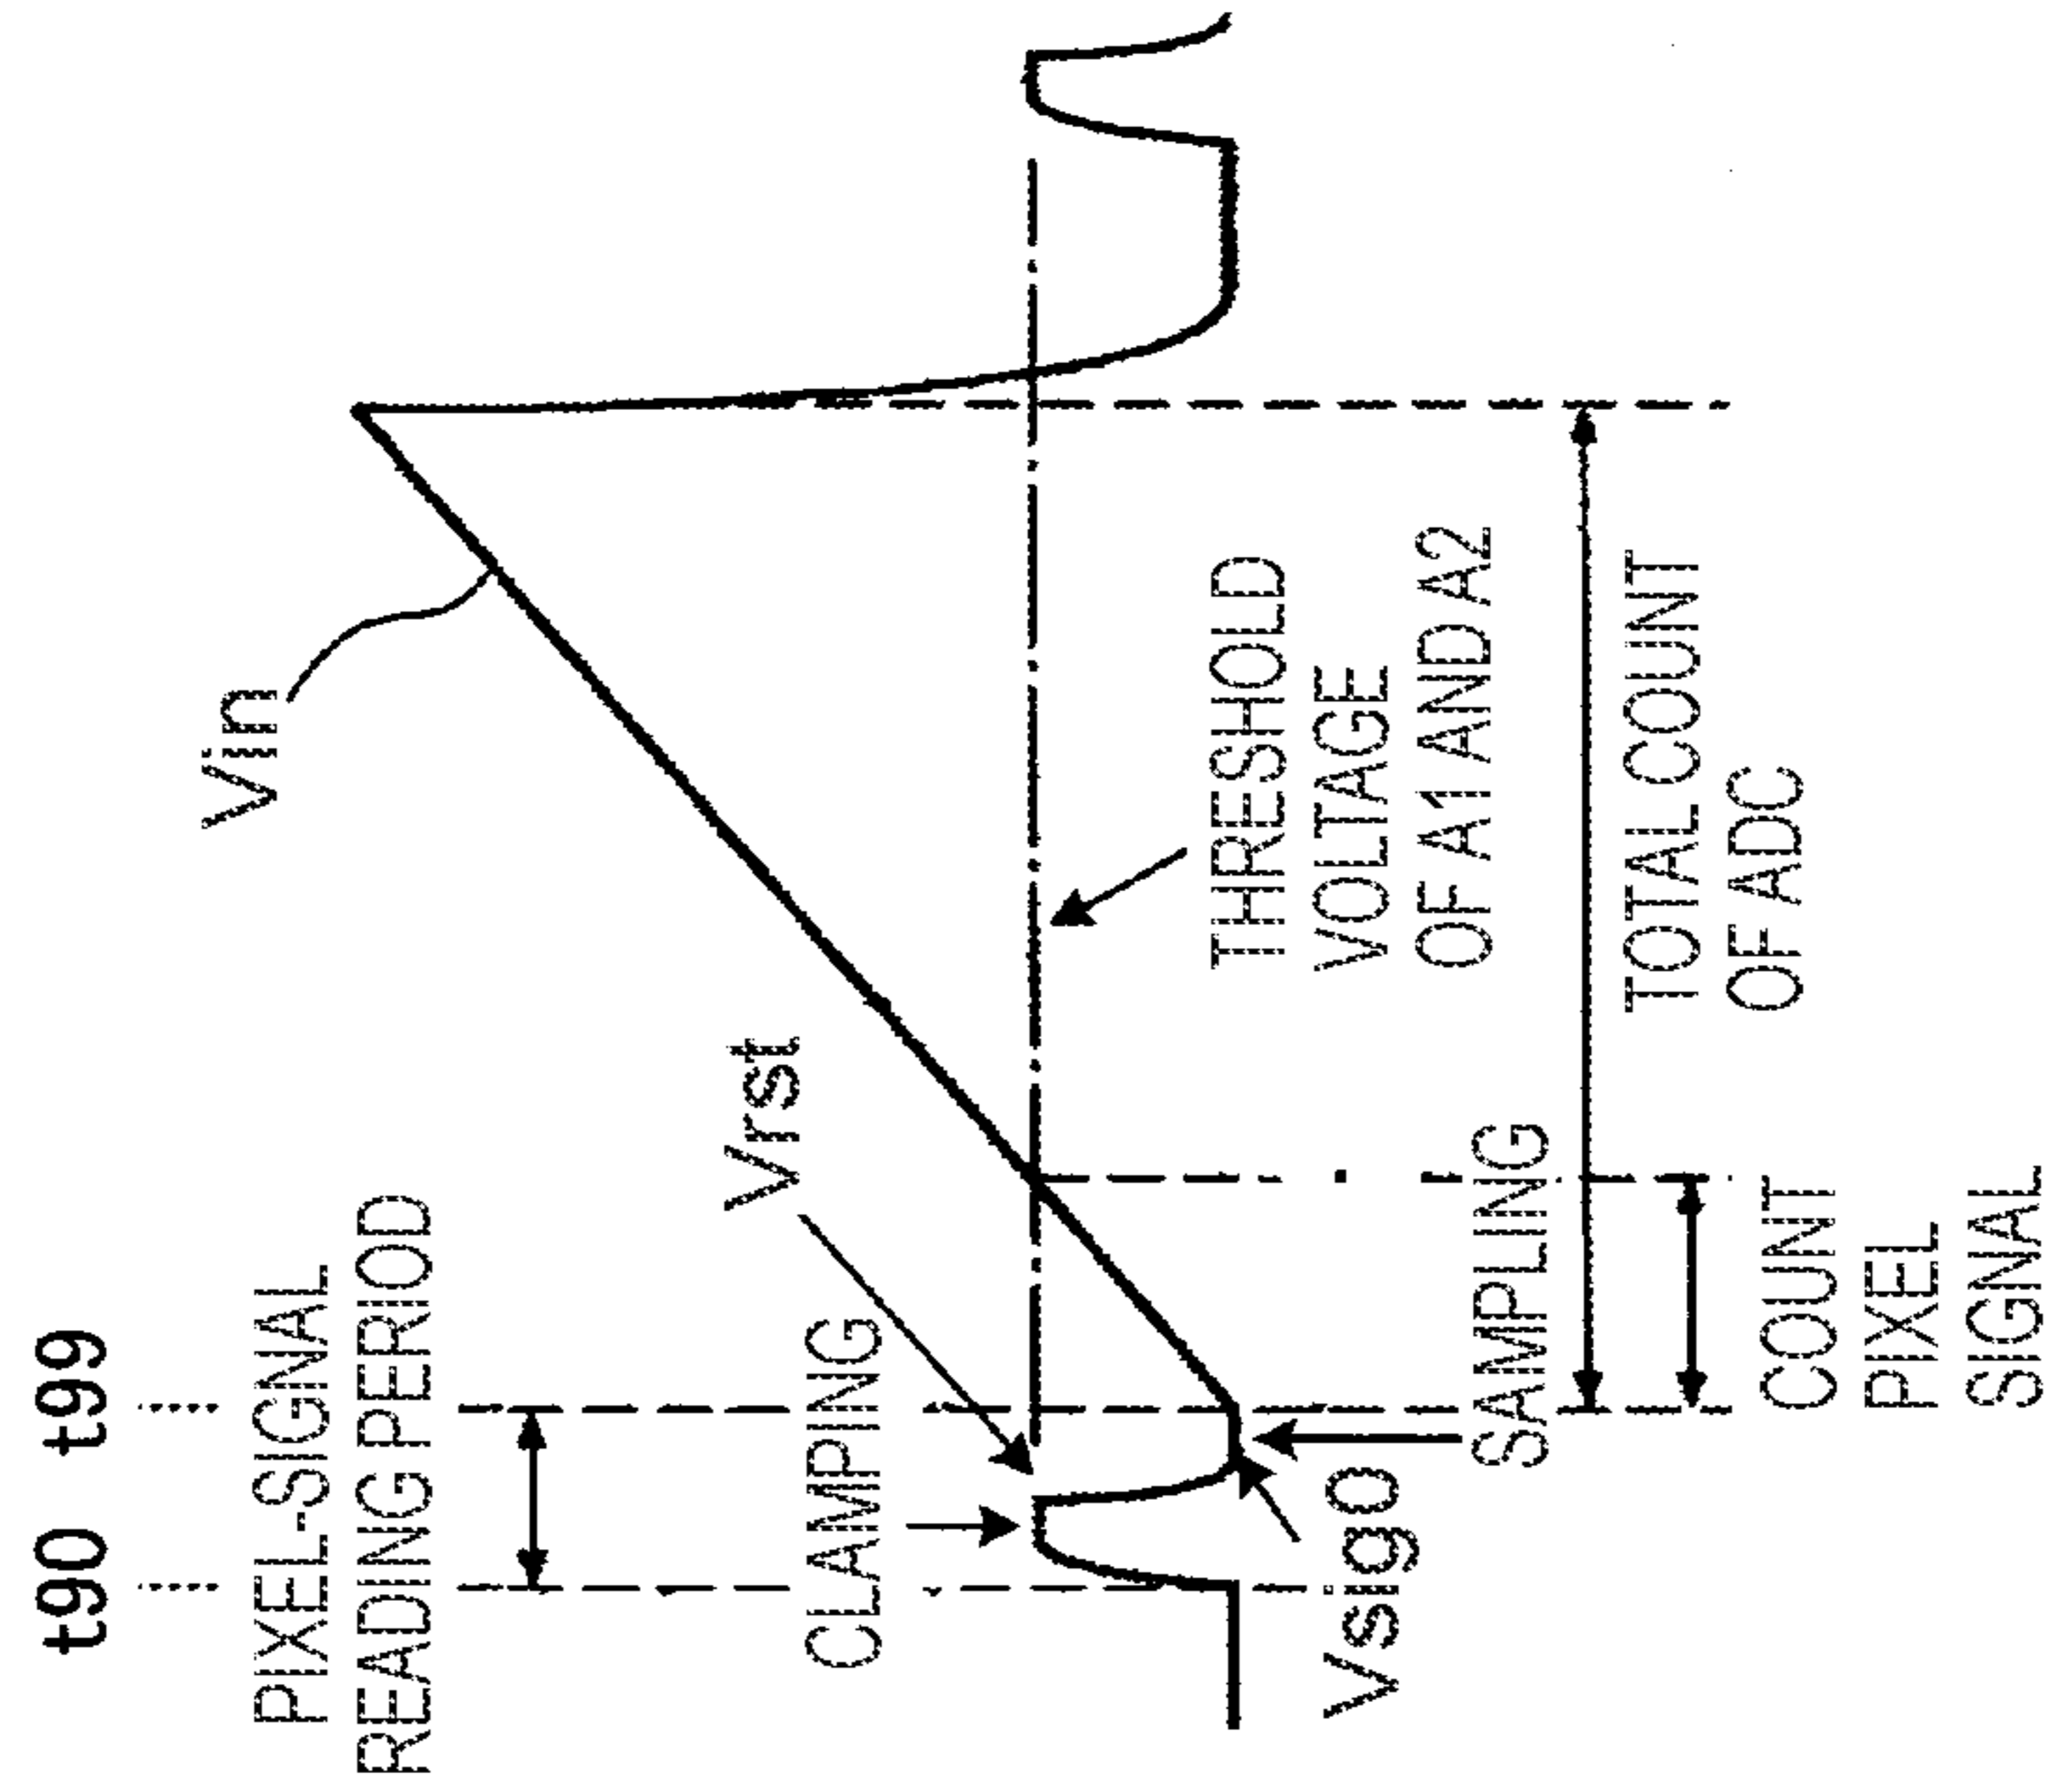 t90 t99
PIXEL-SIGNAL
READING PERIOD
Vin
Vrst
CLAMPING
THRESHOLD
VOLTAGE
OF A1 AND A2
Vsig0
SAMPLING
TOTAL COUNT
OF ADC
COUNT
PIXEL
SIGNAL